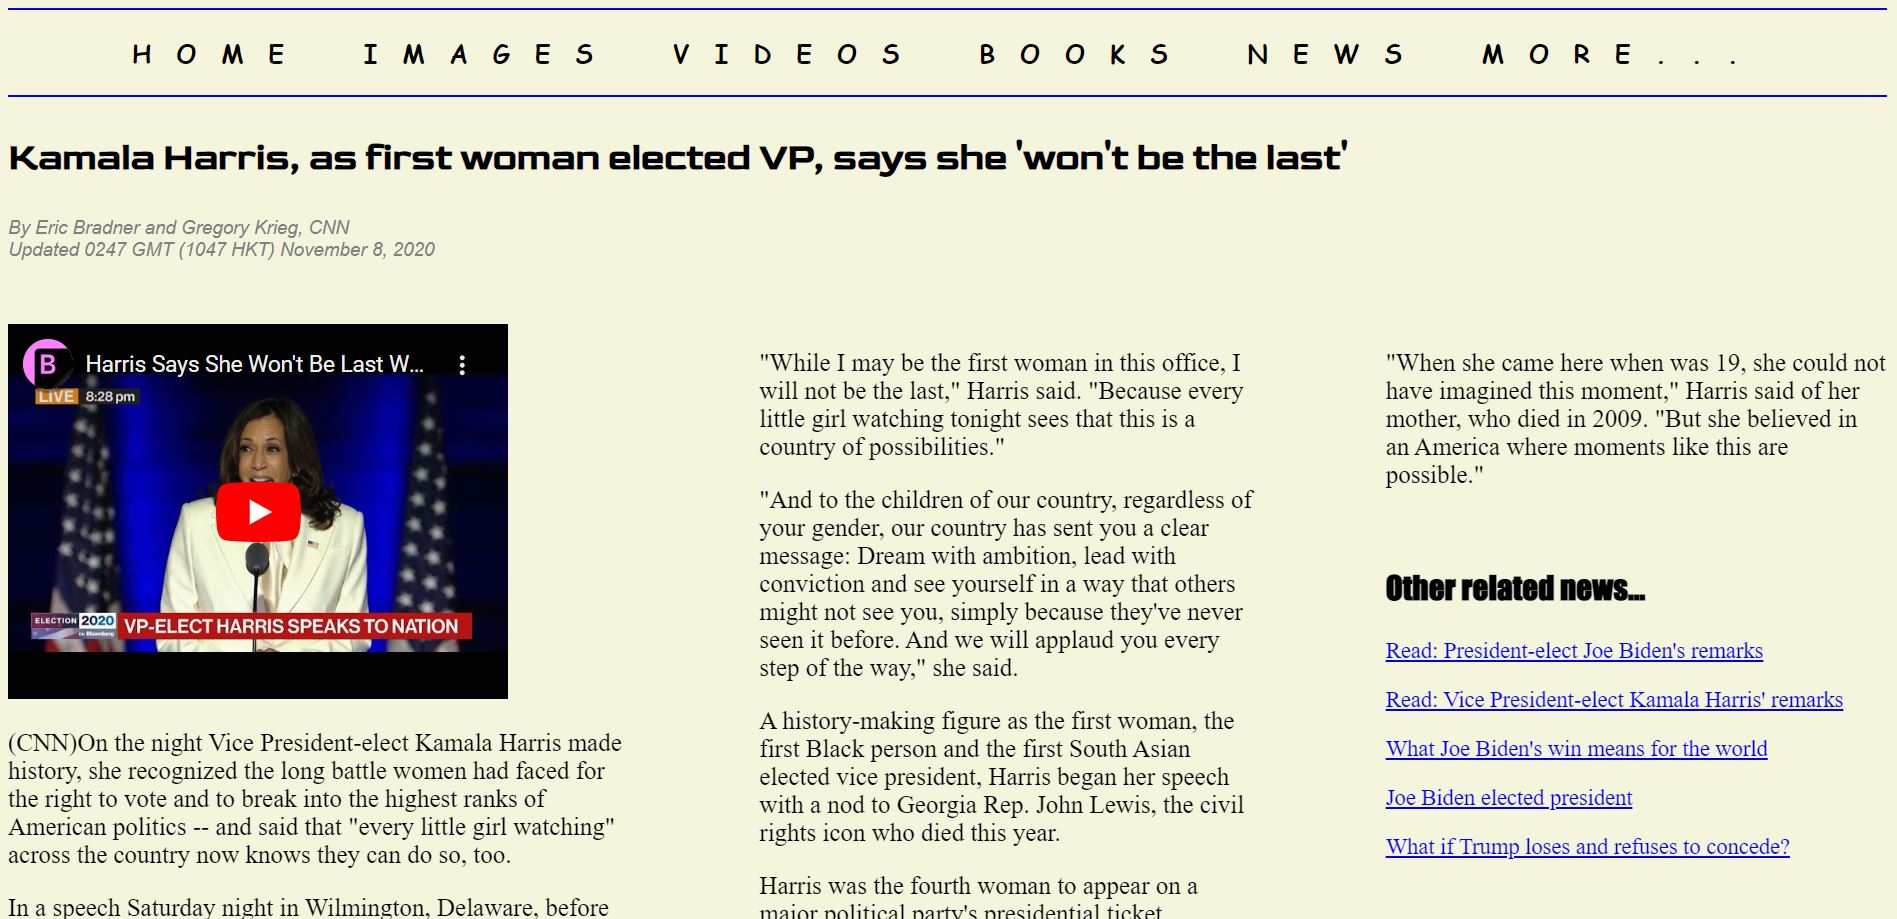 HOME IMAGES VIDEOS BOOKS NEWS MORE...
Kamala Harris, as first woman elected VP, says she 'won't be the last'
By Eric Bradner and Gregory Krieg, CNN
Updated 0247 GMT (1047 HKT) November 8, 2020
B Harris Says She Won't Be Last W...
LIVE 8:28 pm
ELECTION 2020
on Bloomberg
VP-ELECT HARRIS SPEAKS TO NATION
(CNN)On the night Vice President-elect Kamala Harris made
history, she recognized the long battle women had faced for
the right to vote and to break into the highest ranks of
American politics -- and said that "every little girl watching"
across the country now knows they can do so, too.
In a speech Saturday night in Wilmington, Delaware, before
"While I may be the first woman in this office, I
will not be the last," Harris said. "Because every
little girl watching tonight sees that this is a
country of possibilities."
"And to the children of our country, regardless of
your gender, our country has sent you a clear
message: Dream with ambition, lead with
conviction and see yourself in a way that others
might not see you, simply because they've never
seen it before. And we will applaud you every
step of the way," she said.
A history-making figure as the first woman, the
first Black person and the first South Asian
elected vice president, Harris began her speech
with a nod to Georgia Rep. John Lewis, the civil
rights icon who died this year.
Harris was the fourth woman to appear on a
major political party's presidential ticket
"When she came here when was 19, she could not
have imagined this moment," Harris said of her
mother, who died in 2009. "But she believed in
an America where moments like this are
possible."
Other related news...
Read: President-elect Joe Biden's remarks
Read: Vice President-elect Kamala Harris' remarks
What Joe Biden's win means for the world
Joe Biden elected president
What if Trump loses and refuses to concede?